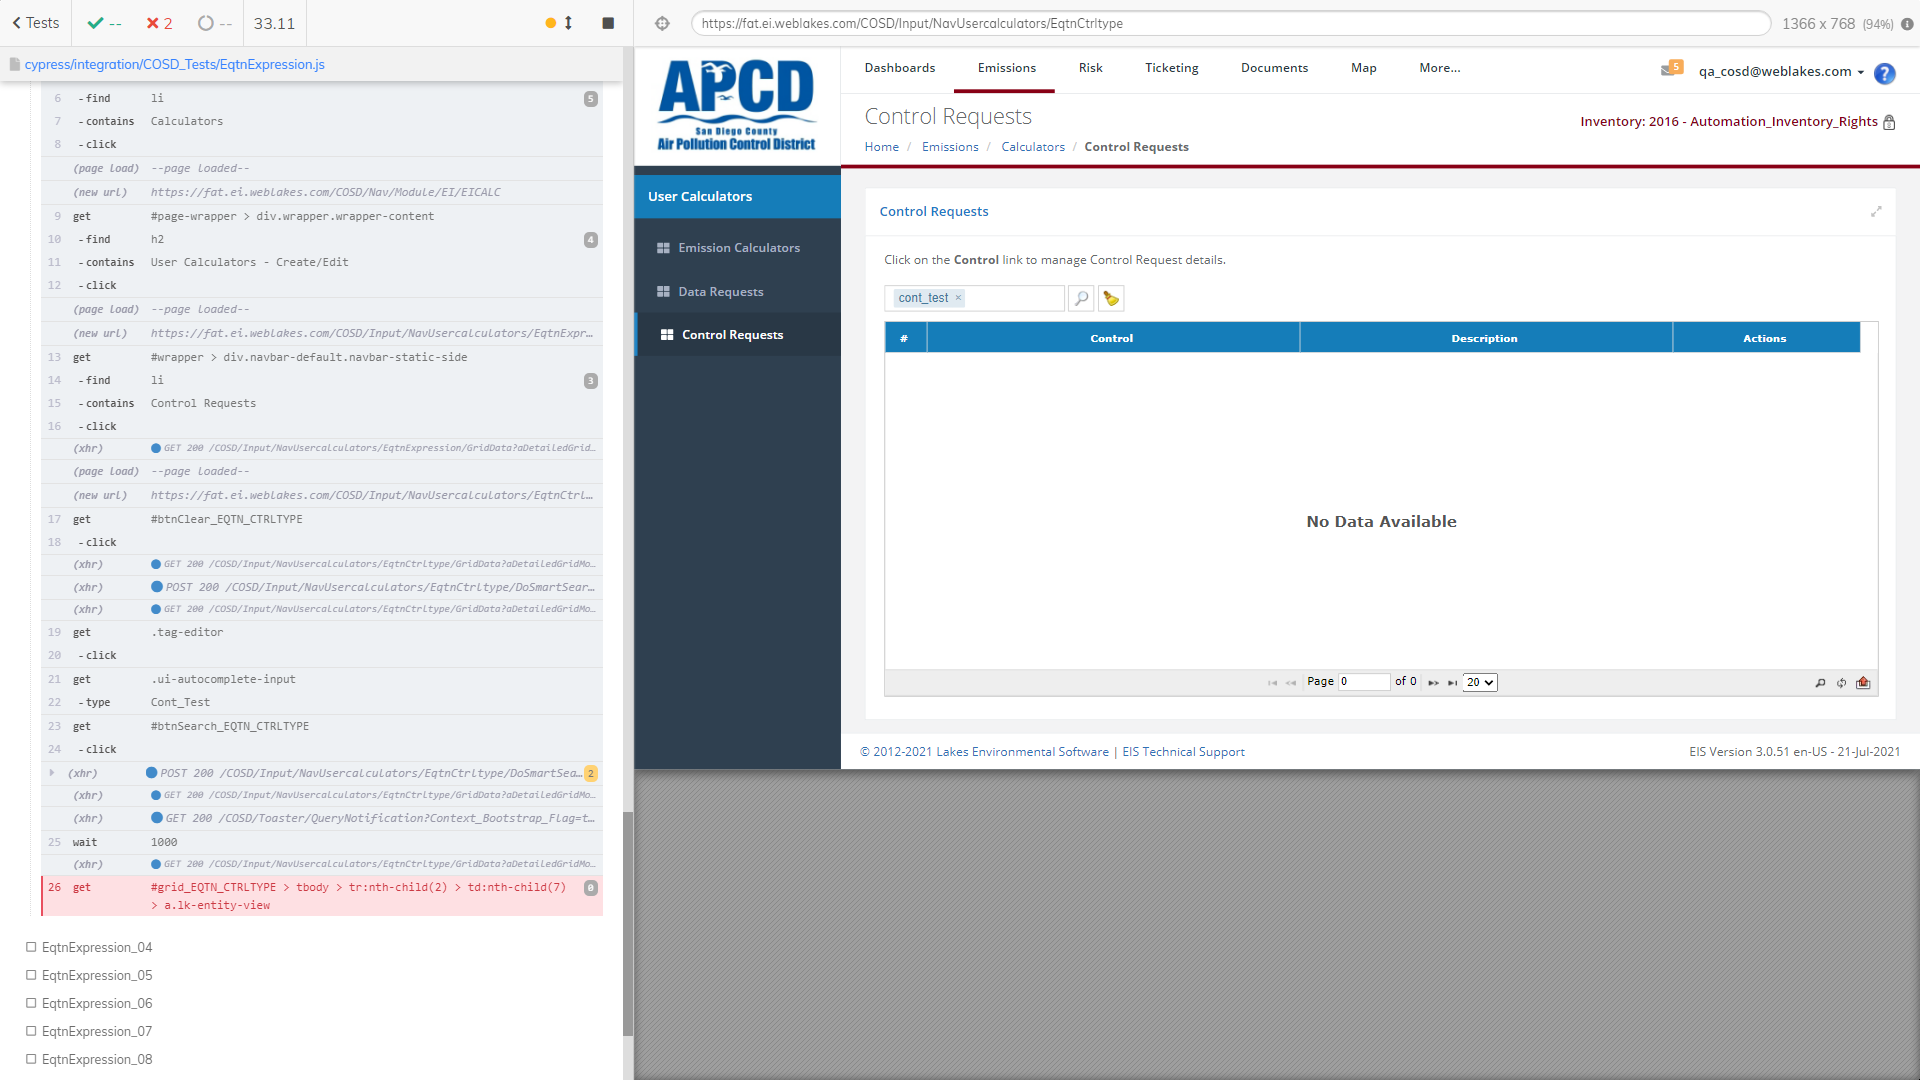 Tests
--
2
--
33.11
https://fat.ei.weblakes.com/COSD/Input/NavUsercalculators/EqtnCtrltype
1366 x 768 (94%)
cypress/integration/COSD_Tests/EqtnExpression.js
6 -find li 5
7 -contains Calculators
8 -click
(page load) --page loaded--
(new url) https://fat.ei.weblakes.com/COSD/Nav/Module/EI/EICALC
9 get #page-wrapper > div.wrapper.wrapper-content
10 -find h2 4
11 -contains User Calculators - Create/Edit
12 -click
(page load) --page loaded--
(new url) https://fat.ei.weblakes.com/COSD/Input/NavUsercalculators/EqtnExpr…
13 get #wrapper > div.navbar-default.navbar-static-side
14 -find li 3
15 -contains Control Requests
16 -click
(xhr) GET 200 /COSD/Input/NavUsercalculators/EqtnExpression/GridData?aDetailedGrid…
(page load) --page loaded--
(new url) https://fat.ei.weblakes.com/COSD/Input/NavUsercalculators/EqtnCtrl…
17 get #btnClear_EQTN_CTRLTYPE
18 -click
(xhr) GET 200 /COSD/Input/NavUsercalculators/EqtnCtrltype/GridData?aDetailedGridMo…
(xhr) POST 200 /COSD/Input/NavUsercalculators/EqtnCtrltype/DoSmartSear…
(xhr) GET 200 /COSD/Input/NavUsercalculators/EqtnCtrltype/GridData?aDetailedGridMo…
19 get .tag-editor
20 -click
21 get .ui-autocomplete-input
22 -type Cont_Test
23 get #btnSearch_EQTN_CTRLTYPE
24 -click
(xhr) POST 200 /COSD/Input/NavUsercalculators/EqtnCtrltype/DoSmartSea… 2
(xhr) GET 200 /COSD/Input/NavUsercalculators/EqtnCtrltype/GridData?aDetailedGridMo…
(xhr) GET 200 /COSD/Toaster/QueryNotification?Context_Bootstrap_Flag=t…
25 wait 1000
(xhr) GET 200 /COSD/Input/NavUsercalculators/EqtnCtrltype/GridData?aDetailedGridMo…
26 get #grid_EQTN_CTRLTYPE > tbody > tr:nth-child(2) > td:nth-child(7) 0
> a.lk-entity-view
EqtnExpression_04
EqtnExpression_05
EqtnExpression_06
EqtnExpression_07
EqtnExpression_08
APCD
San Diego County
Air Pollution Control District
Dashboards Emissions Risk Ticketing Documents Map More...
5
qa_cosd@weblakes.com
?
Control Requests
Inventory: 2016 - Automation_Inventory_Rights
Home / Emissions / Calculators / Control Requests
User Calculators
Emission Calculators
Data Requests
Control Requests
Control Requests
Click on the Control link to manage Control Request details.
cont_test ×
# Control Description Actions
No Data Available
Page 0 of 0 20
© 2012-2021 Lakes Environmental Software | EIS Technical Support
EIS Version 3.0.51 en-US - 21-Jul-2021